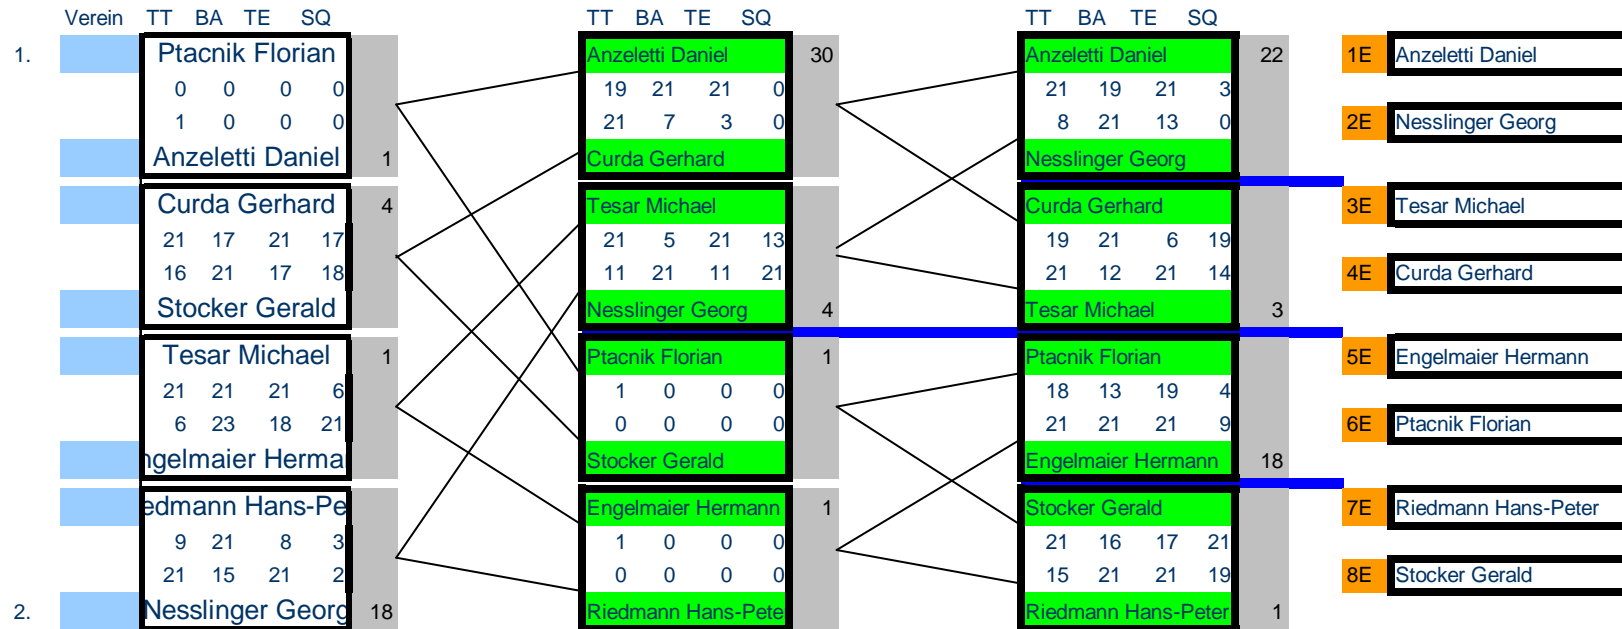 Verein TT BA TE SQ TT BA TE SQ TT BA TE SQ
1. Ptacnik Florian Anzeletti Daniel 30 Anzeletti Daniel 22 1E Anzeletti Daniel
0 0 0 0 19 21 21 0 21 19 21 3
1 0 0 0 21 7 3 0 8 21 13 0 2E Nesslinger Georg
Anzeletti Daniel 1 Curda Gerhard Nesslinger Georg
Curda Gerhard 4 Tesar Michael Curda Gerhard 3E Tesar Michael
21 17 21 17 21 5 21 13 19 21 6 19
16 21 17 18 11 21 11 21 21 12 21 14 4E Curda Gerhard
Stocker Gerald Nesslinger Georg 4 Tesar Michael 3
Tesar Michael 1 Ptacnik Florian 1 Ptacnik Florian 5E Engelmaier Hermann
21 21 21 6 1 0 0 0 18 13 19 4
6 23 18 21 0 0 0 0 21 21 21 9 6E Ptacnik Florian
ngelmaier Hermar Stocker Gerald Engelmaier Hermann 18
edmann Hans-Pe Engelmaier Hermann 1 Stocker Gerald 7E Riedmann Hans-Peter
9 21 8 3 1 0 0 0 21 16 17 21
21 15 21 2 0 0 0 0 15 21 21 19 8E Stocker Gerald
2. Nesslinger Georg 18 Riedmann Hans-Pete Riedmann Hans-Peter 1